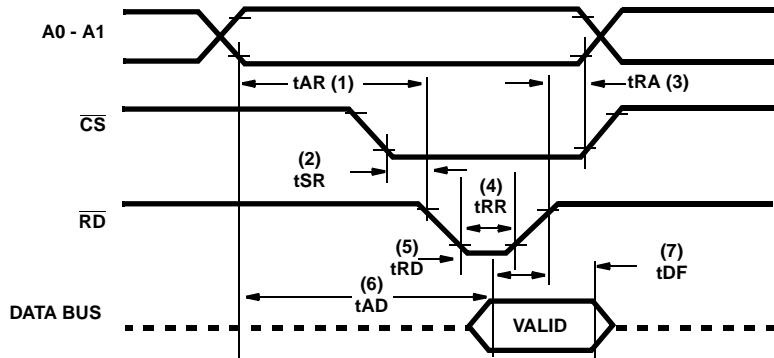 A0 - A1
tAR (1)
tRA (3)
CS
(2)
tSR
(4)
tRR
RD
(5)
tRD
(7)
tDF
(6)
tAD
DATA BUS
VALID